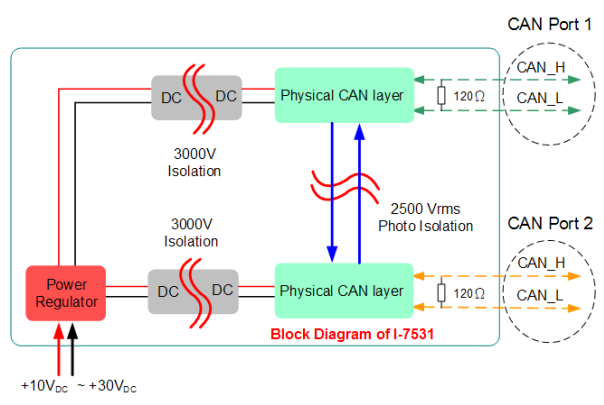 CAN Port 1
CAN_H
DC DC
Physical CAN layer
120Ω
CAN_L
3000V
Isolation
2500 Vrms
Photo Isolation
3000V
Isolation
CAN Port 2
CAN_H
Power
Regulator
DC DC
Physical CAN layer
120Ω
CAN_L
Block Diagram of I-7531
+10VDC ~ +30VDC